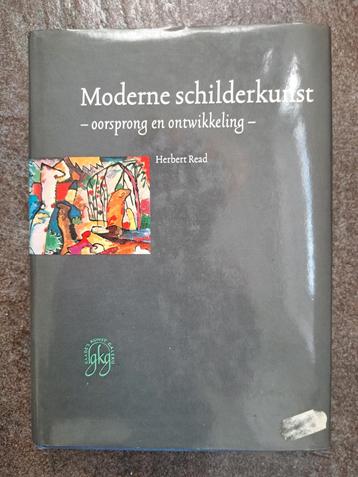 Moderne schilderkunst
– oorsprong en ontwikkeling –
Herbert Read
gkg